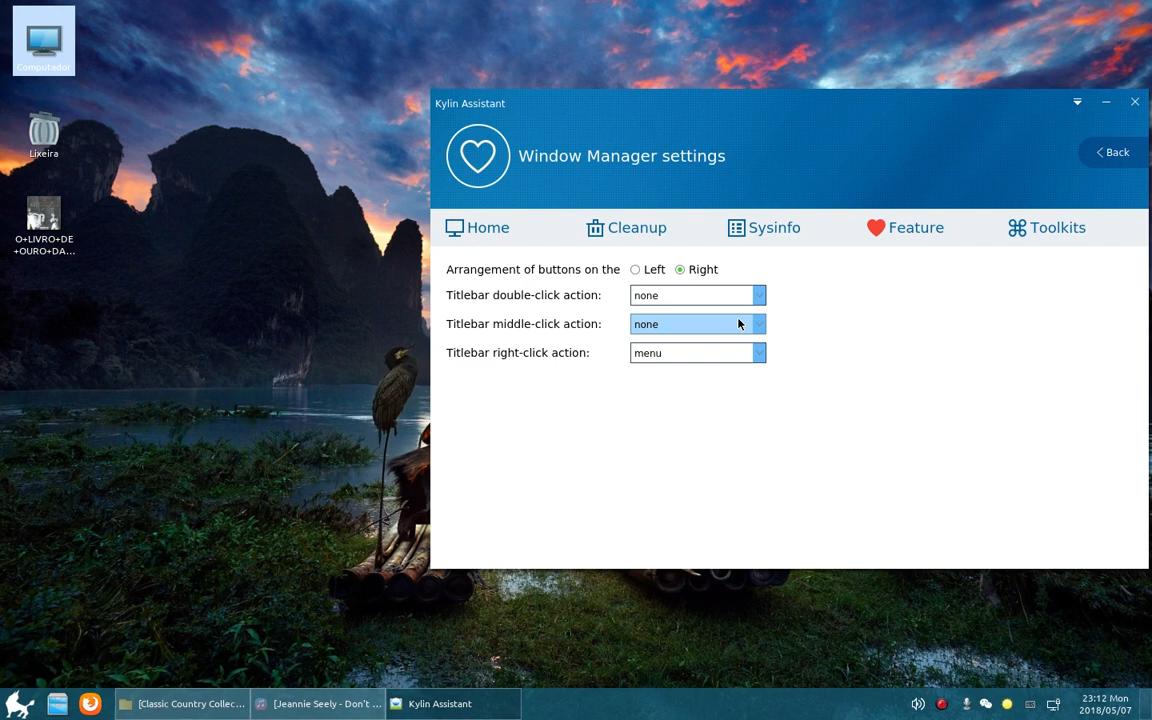 Computador
Lixeira
O+LIVRO+DE
+OURO+DA...
Kylin Assistant
Window Manager settings
Back
Home
Cleanup
Sysinfo
Feature
Toolkits
Arrangement of buttons on the
Left
Right
Titlebar double-click action:
none
Titlebar middle-click action:
none
Titlebar right-click action:
menu
[Classic Country Collec...
[Jeannie Seely - Don't ...
Kylin Assistant
23:12 Mon
2018/05/07